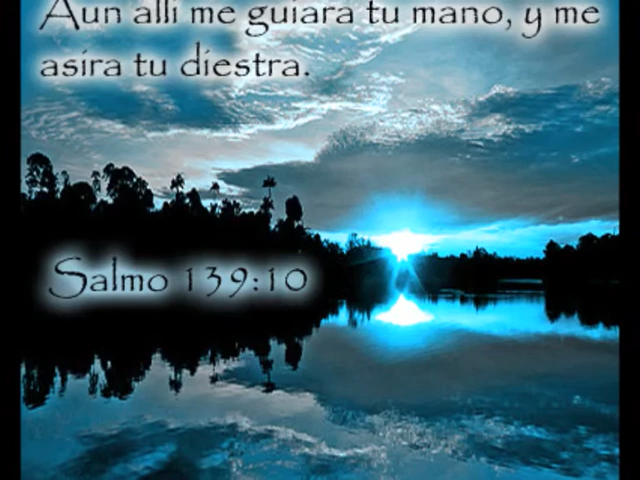 Aun alli me guiara tu mano, y me
asira tu diestra.
Salmo 139:10